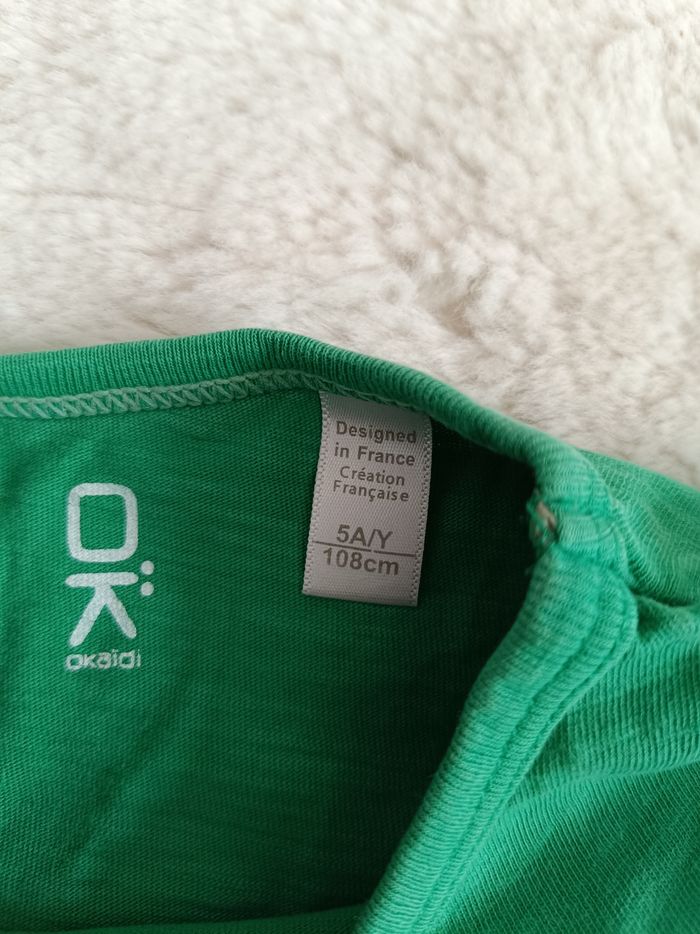 OK
okaïdi
Designed
in France
Création
Française
5A/Y
108cm